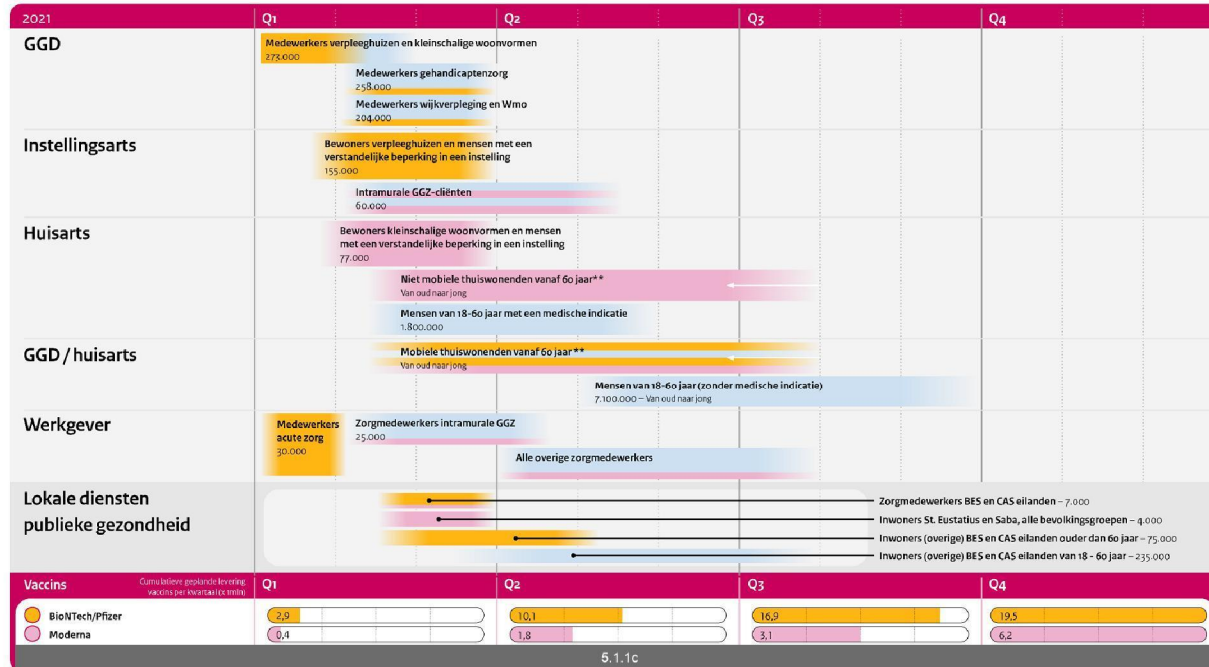 2021 Q1 Q2 Q3 Q4
GGD
Medewerkers verpleeghuizen en kleinschalige woonvormen
273.000
Medewerkers gehandicaptenzorg
258.000
Medewerkers wijkverpleging en Wmo
204.000
Instellingsarts
Bewoners verpleeghuizen en mensen met een
verstandelijke beperking in een instelling
155.000
Intramurale GGZ-cliënten
60.000
Huisarts
Bewoners kleinschalige woonvormen en mensen
met een verstandelijke beperking in een instelling
77.000
Niet mobiele thuiswonenden vanaf 60 jaar**
Van oud naar jong
Mensen van 18-60 jaar met een medische indicatie
1.800.000
GGD / huisarts
Mobiele thuiswonenden vanaf 60 jaar**
Van oud naar jong
Mensen van 18-60 jaar (zonder medische indicatie)
7.100.000 – Van oud naar jong
Werkgever
Medewerkers
acute zorg
30.000
Zorgmedewerkers intramurale GGZ
25.000
Alle overige zorgmedewerkers
Lokale diensten
publieke gezondheid
Zorgmedewerkers BES en CAS eilanden – 7.000
Inwoners St. Eustatius en Saba, alle bevolkingsgroepen – 4.000
Inwoners (overige) BES en CAS eilanden ouder dan 60 jaar – 75.000
Inwoners (overige) BES en CAS eilanden van 18 - 60 jaar – 235.000
Vaccins
Cumulatieve geplande levering
vaccins per kwartaal (x 1mln)
Q1 Q2 Q3 Q4
BioNTech/Pfizer 2,9 10,1 16,9 19,5
Moderna 0,4 1,8 3,1 6,2
5.1.1c